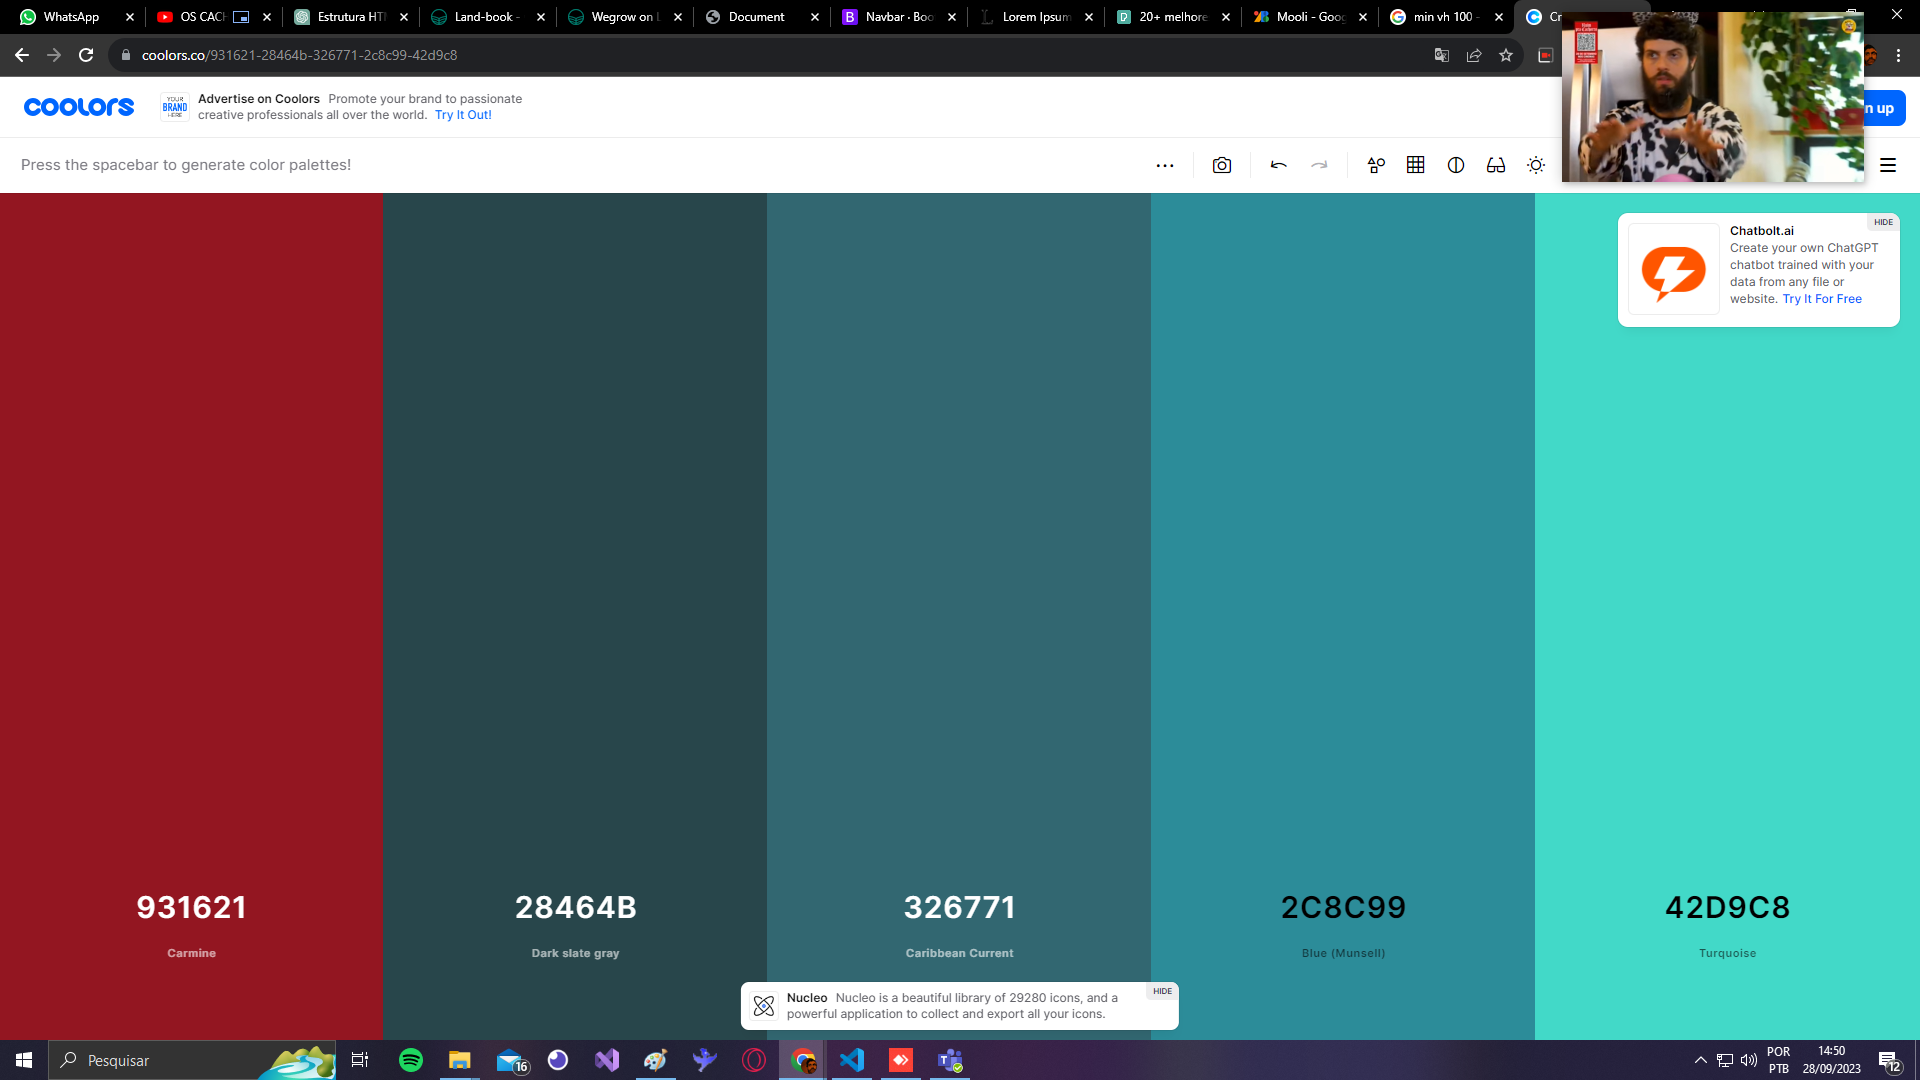 WhatsApp
OS CACH
Estrutura HTM
Land-book -
Wegrow on L
Document
Navbar · Boo
Lorem Ipsum
20+ melhore
Mooli - Goog
min vh 100 -
Cr
coolors.co/931621-28464b-326771-2c8c99-42d9c8
coolors
YOUR BRAND HERE
Advertise on Coolors Promote your brand to passionate
creative professionals all over the world. Try It Out!
n up
Press the spacebar to generate color palettes!
HIDE
Chatbolt.ai
Create your own ChatGPT
chatbot trained with your
data from any file or
website. Try It For Free
931621
Carmine
28464B
Dark slate gray
326771
Caribbean Current
2C8C99
Blue (Munsell)
42D9C8
Turquoise
HIDE
Nucleo Nucleo is a beautiful library of 29280 icons, and a
powerful application to collect and export all your icons.
Pesquisar
16
POR
PTB
14:50
28/09/2023
12